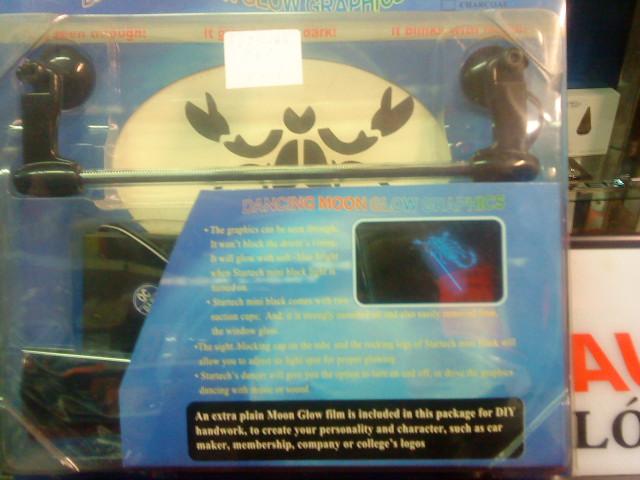 GLOW GRAPHICS
CHARCOAL
DANCING MOON GLOW GRAPHICS
• The graphics can be seen through.
It won't block the driver's vision.
It will glow with soft-blue light
when Startech mini black light is
turned on.
• Startech mini black comes with two
suction cups. And, it is strongly and also easily removed from
the window glass.
•The sight-blocking cap on the tube and the rocking legs of Startech mini black will
allow you to adjust its light spot for proper glowing.
• Startech's dancer will give you the option to turn on and off, or drive the graphics
dancing with music or sound.
An extra plain Moon Glow film is included in this package for DIY
handwork, to create your personality and character, such as car
maker, membership, company or college's logos
LÓ